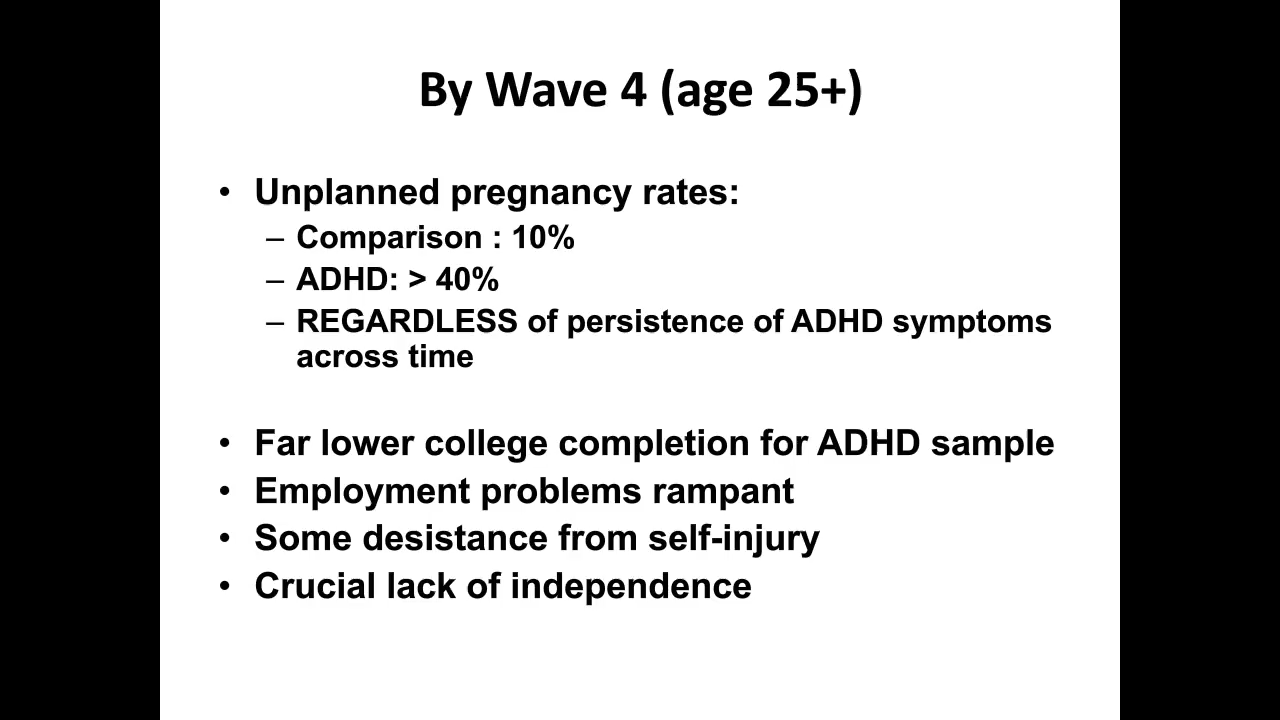 By Wave 4 (age 25+)
• Unplanned pregnancy rates:
– Comparison : 10%
– ADHD: > 40%
– REGARDLESS of persistence of ADHD symptoms
across time
• Far lower college completion for ADHD sample
• Employment problems rampant
• Some desistance from self-injury
• Crucial lack of independence